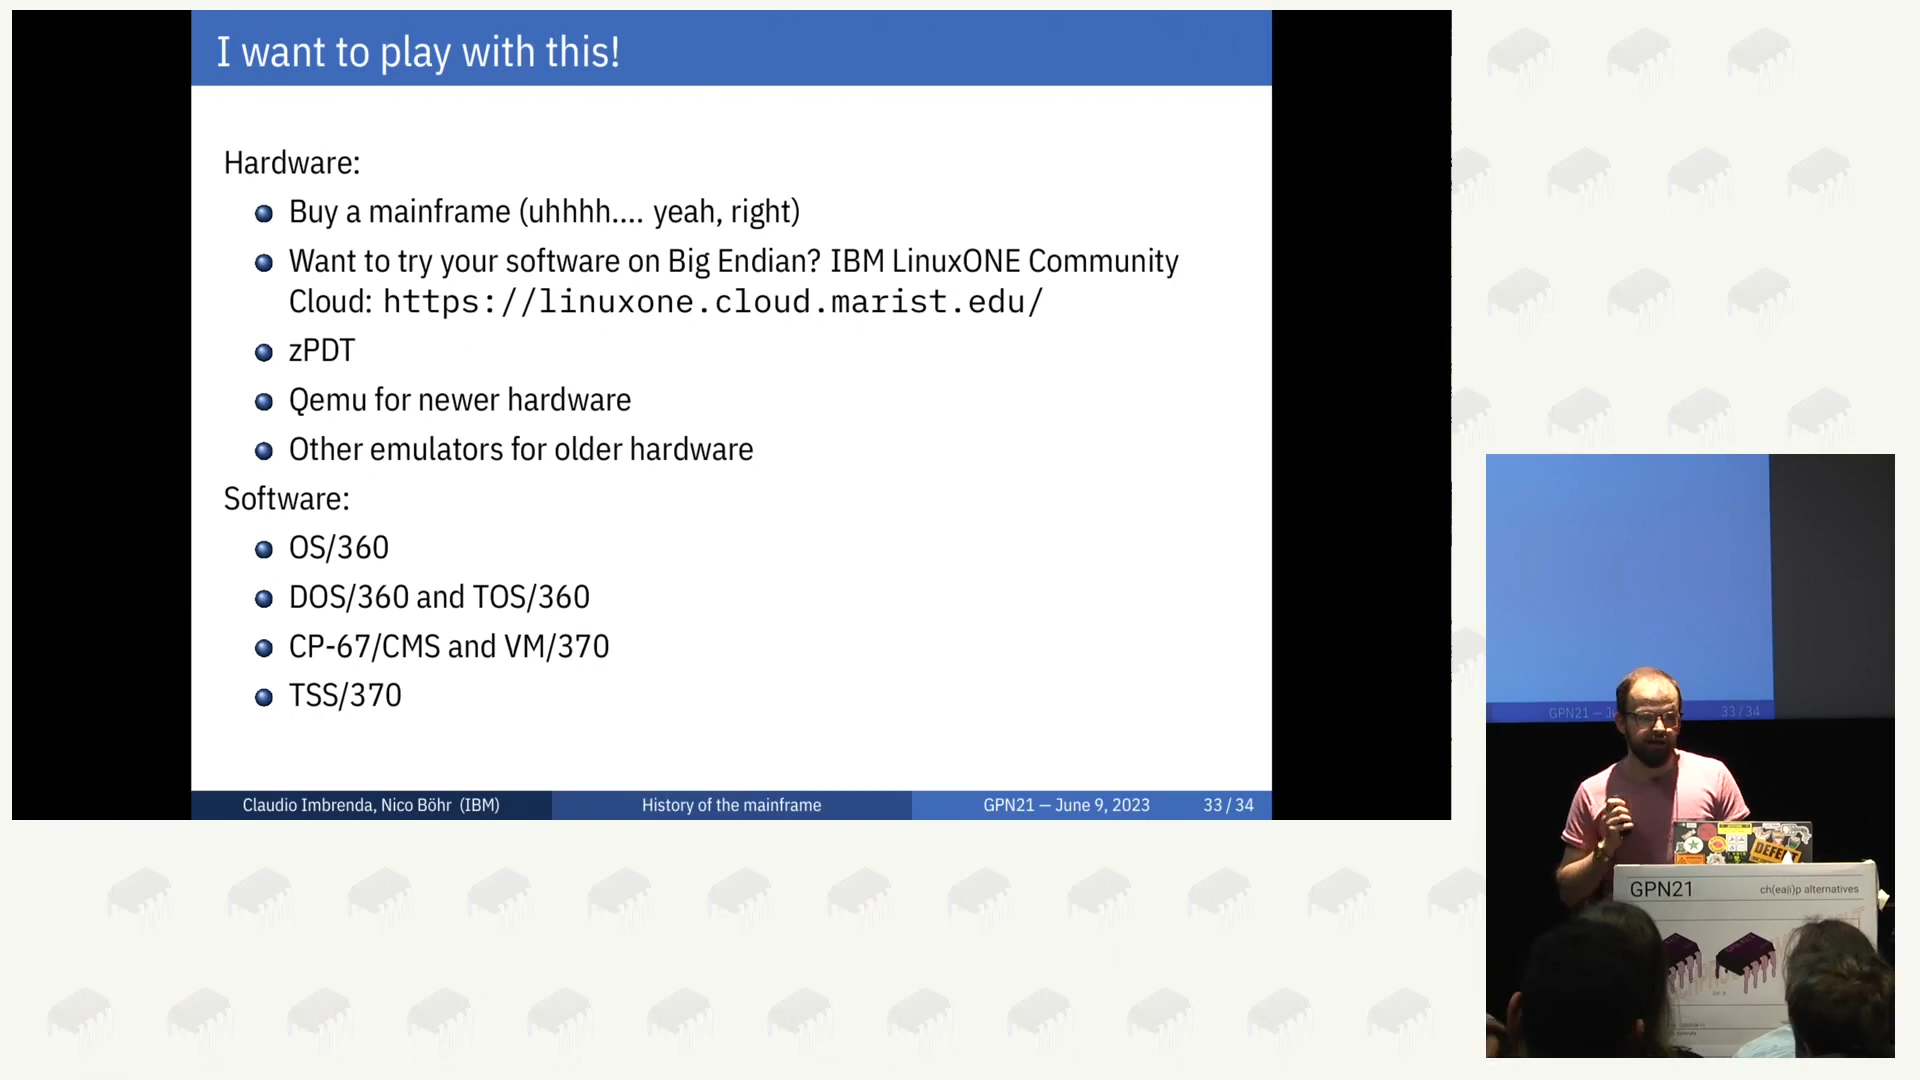 I want to play with this!
Hardware:
Buy a mainframe (uhhhh.... yeah, right)
Want to try your software on Big Endian? IBM LinuxONE Community
Cloud: https://linuxone.cloud.marist.edu/
zPDT
Qemu for newer hardware
Other emulators for older hardware
Software:
OS/360
DOS/360 and TOS/360
CP-67/CMS and VM/370
TSS/370
Claudio Imbrenda, Nico Böhr (IBM)
History of the mainframe
GPN21 — June 9, 2023
33 / 34
GPN21 —
33 / 34
GPN21
ch(ea|i)p alternatives